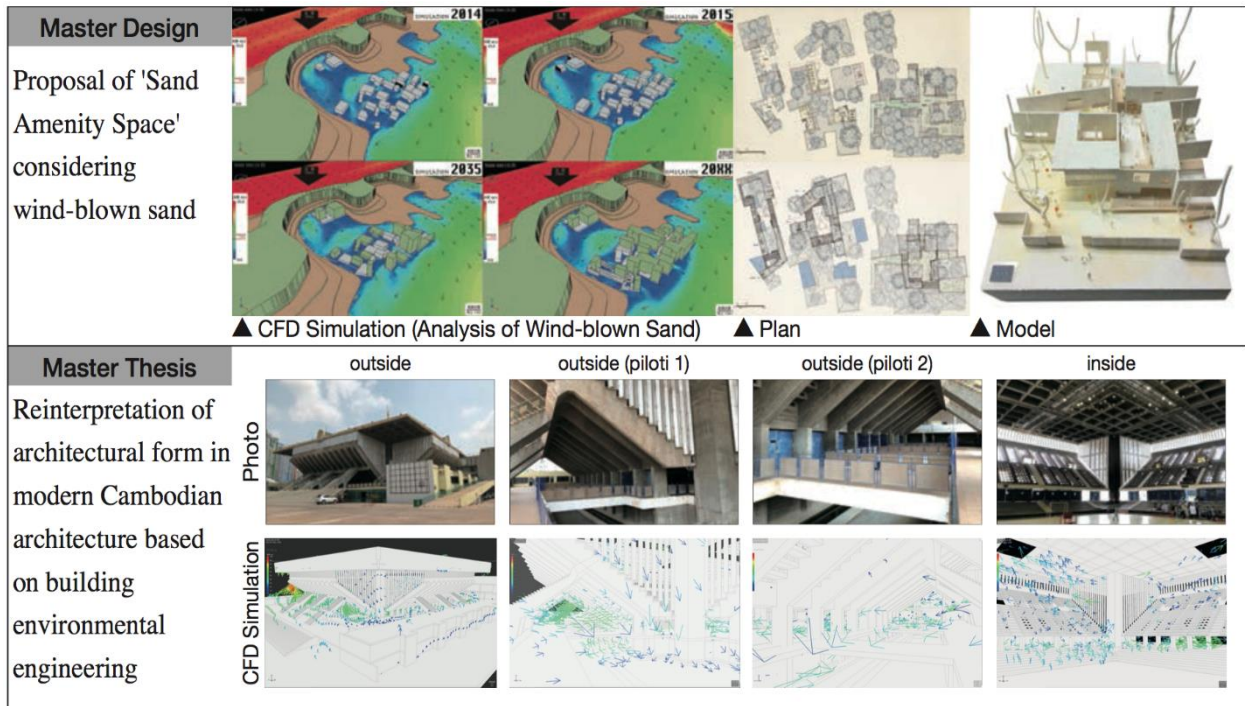 Master Design
Proposal of 'Sand
Amenity Space'
considering
wind-blown sand
SIMULATION 2014
SIMULATION 2015
SIMULATION 2035
SIMULATION 20XX
▲ CFD Simulation (Analysis of Wind-blown Sand)
▲ Plan
▲ Model
Master Thesis
Reinterpretation of
architectural form in
modern Cambodian
architecture based
on building
environmental
engineering
outside
outside (piloti 1)
outside (piloti 2)
inside
Photo
CFD Simulation